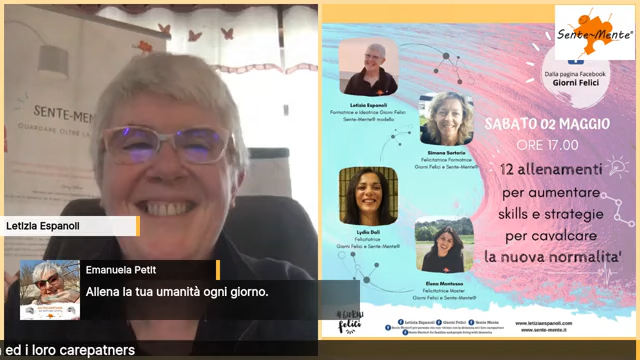 SENTE-MEN
GUARDARE OLTRE LA
Letizia Espanoli
Emanuela Petit
Allena la tua umanità ogni giorno.
ed i loro carepatners
Sente~Mente®
Dalla pagina Facebook
Giorni Felici
Letizia Espanoli
Formatrice e Ideatrice Giorni Felici
Sente-Mente® modello
Simona Sartorio
Felicitatrice Formatrice
Giorni Felici e Sente-Mente®
Lydia Dalì
Felicitatrice
Giorni Felici e Sente-Mente®
Elena Montosso
Felicitatrice Master
Giorni Felici e Sente-Mente®
SABATO 02 MAGGIO
ORE 17.00
12 allenamenti
per aumentare
skills e strategie
per cavalcare
la nuova normalita'
#GIORNI
felici
Letizia Espanoli Giorni Felici Sente Mente
www.letiziaespanoli.com
www.sente-mente.it